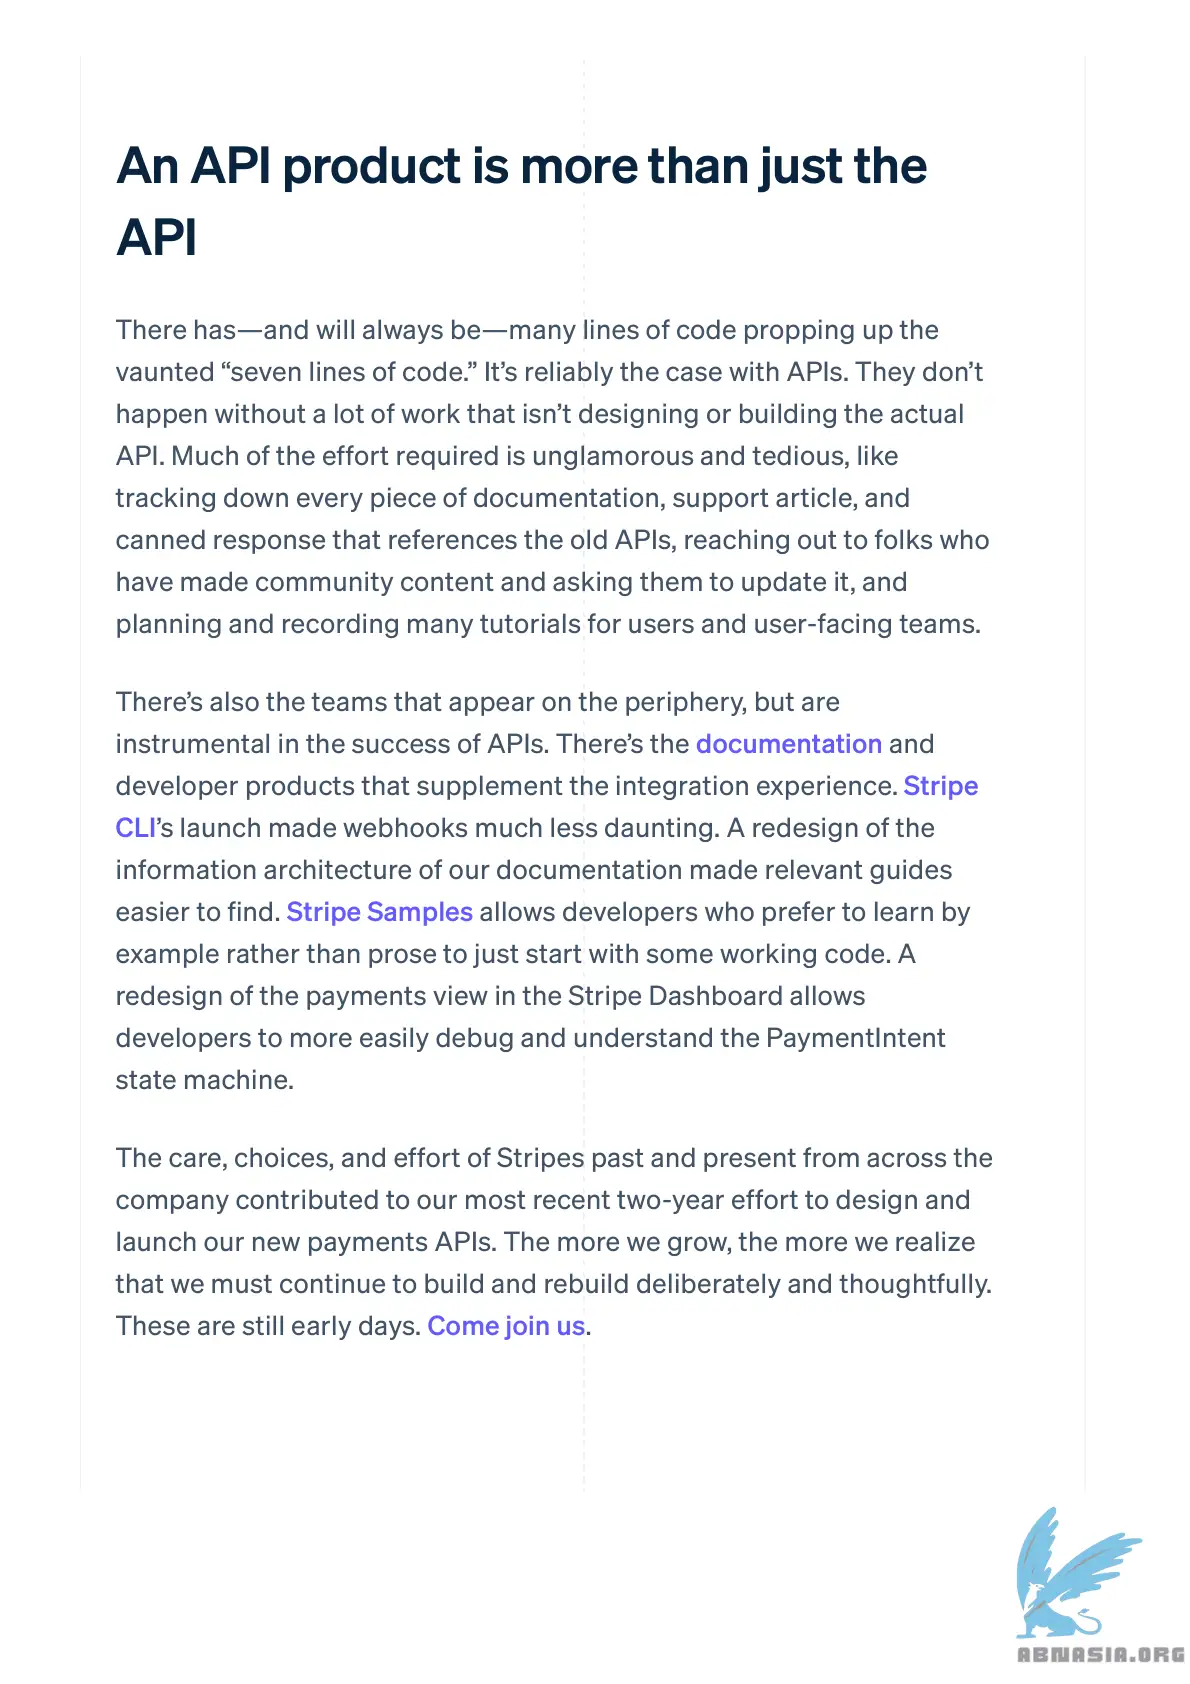 An API product is more than just the
API
There has—and will always be—many lines of code propping up the
vaunted “seven lines of code.” It’s reliably the case with APIs. They don’t
happen without a lot of work that isn’t designing or building the actual
API. Much of the effort required is unglamorous and tedious, like
tracking down every piece of documentation, support article, and
canned response that references the old APIs, reaching out to folks who
have made community content and asking them to update it, and
planning and recording many tutorials for users and user-facing teams.
There’s also the teams that appear on the periphery, but are
instrumental in the success of APIs. There’s the documentation and
developer products that supplement the integration experience. Stripe
CLI’s launch made webhooks much less daunting. A redesign of the
information architecture of our documentation made relevant guides
easier to find. Stripe Samples allows developers who prefer to learn by
example rather than prose to just start with some working code. A
redesign of the payments view in the Stripe Dashboard allows
developers to more easily debug and understand the PaymentIntent
state machine.
The care, choices, and effort of Stripes past and present from across the
company contributed to our most recent two-year effort to design and
launch our new payments APIs. The more we grow, the more we realize
that we must continue to build and rebuild deliberately and thoughtfully.
These are still early days. Come join us.
ABNASIA.ORG